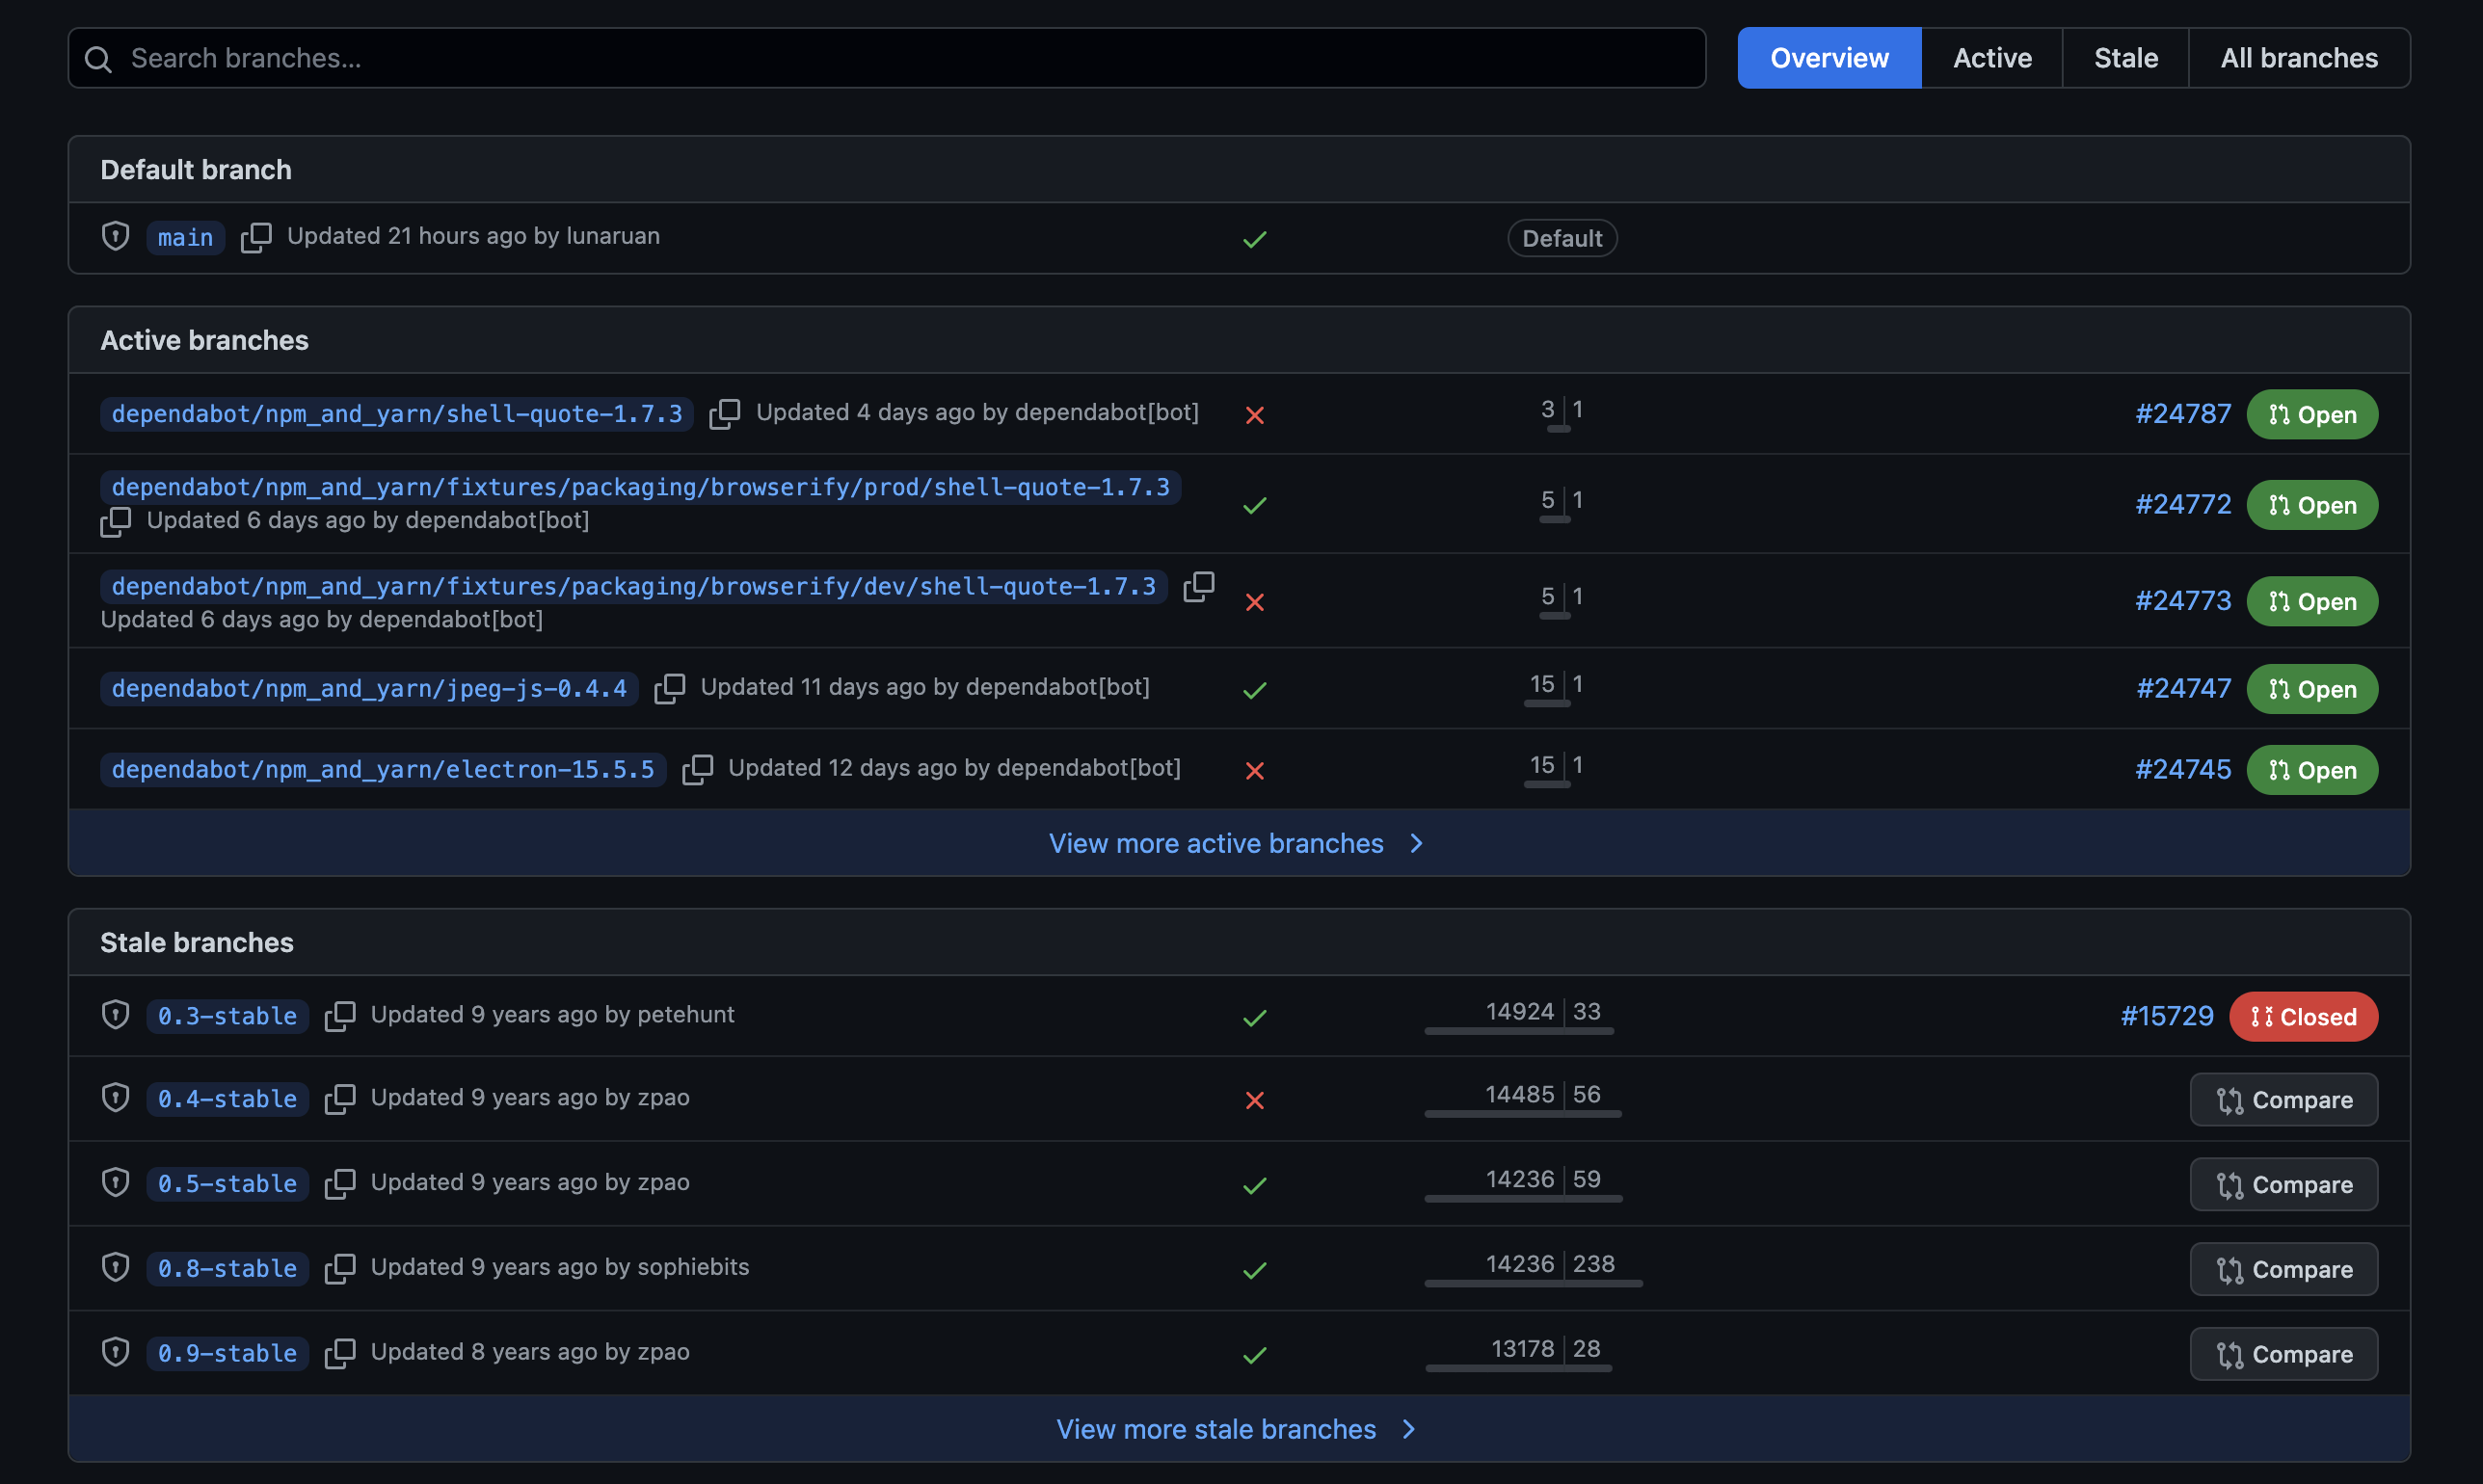 Search branches...
Overview Active Stale All branches
Default branch
main Updated 21 hours ago by lunaruan Default
Active branches
dependabot/npm_and_yarn/shell-quote-1.7.3 Updated 4 days ago by dependabot[bot] 3 1 #24787 Open
dependabot/npm_and_yarn/fixtures/packaging/browserify/prod/shell-quote-1.7.3
Updated 6 days ago by dependabot[bot] 5 1 #24772 Open
dependabot/npm_and_yarn/fixtures/packaging/browserify/dev/shell-quote-1.7.3
Updated 6 days ago by dependabot[bot] 5 1 #24773 Open
dependabot/npm_and_yarn/jpeg-js-0.4.4 Updated 11 days ago by dependabot[bot] 15 1 #24747 Open
dependabot/npm_and_yarn/electron-15.5.5 Updated 12 days ago by dependabot[bot] 15 1 #24745 Open
View more active branches
Stale branches
0.3-stable Updated 9 years ago by petehunt 14924 33 #15729 Closed
0.4-stable Updated 9 years ago by zpao 14485 56 Compare
0.5-stable Updated 9 years ago by zpao 14236 59 Compare
0.8-stable Updated 9 years ago by sophiebits 14236 238 Compare
0.9-stable Updated 8 years ago by zpao 13178 28 Compare
View more stale branches